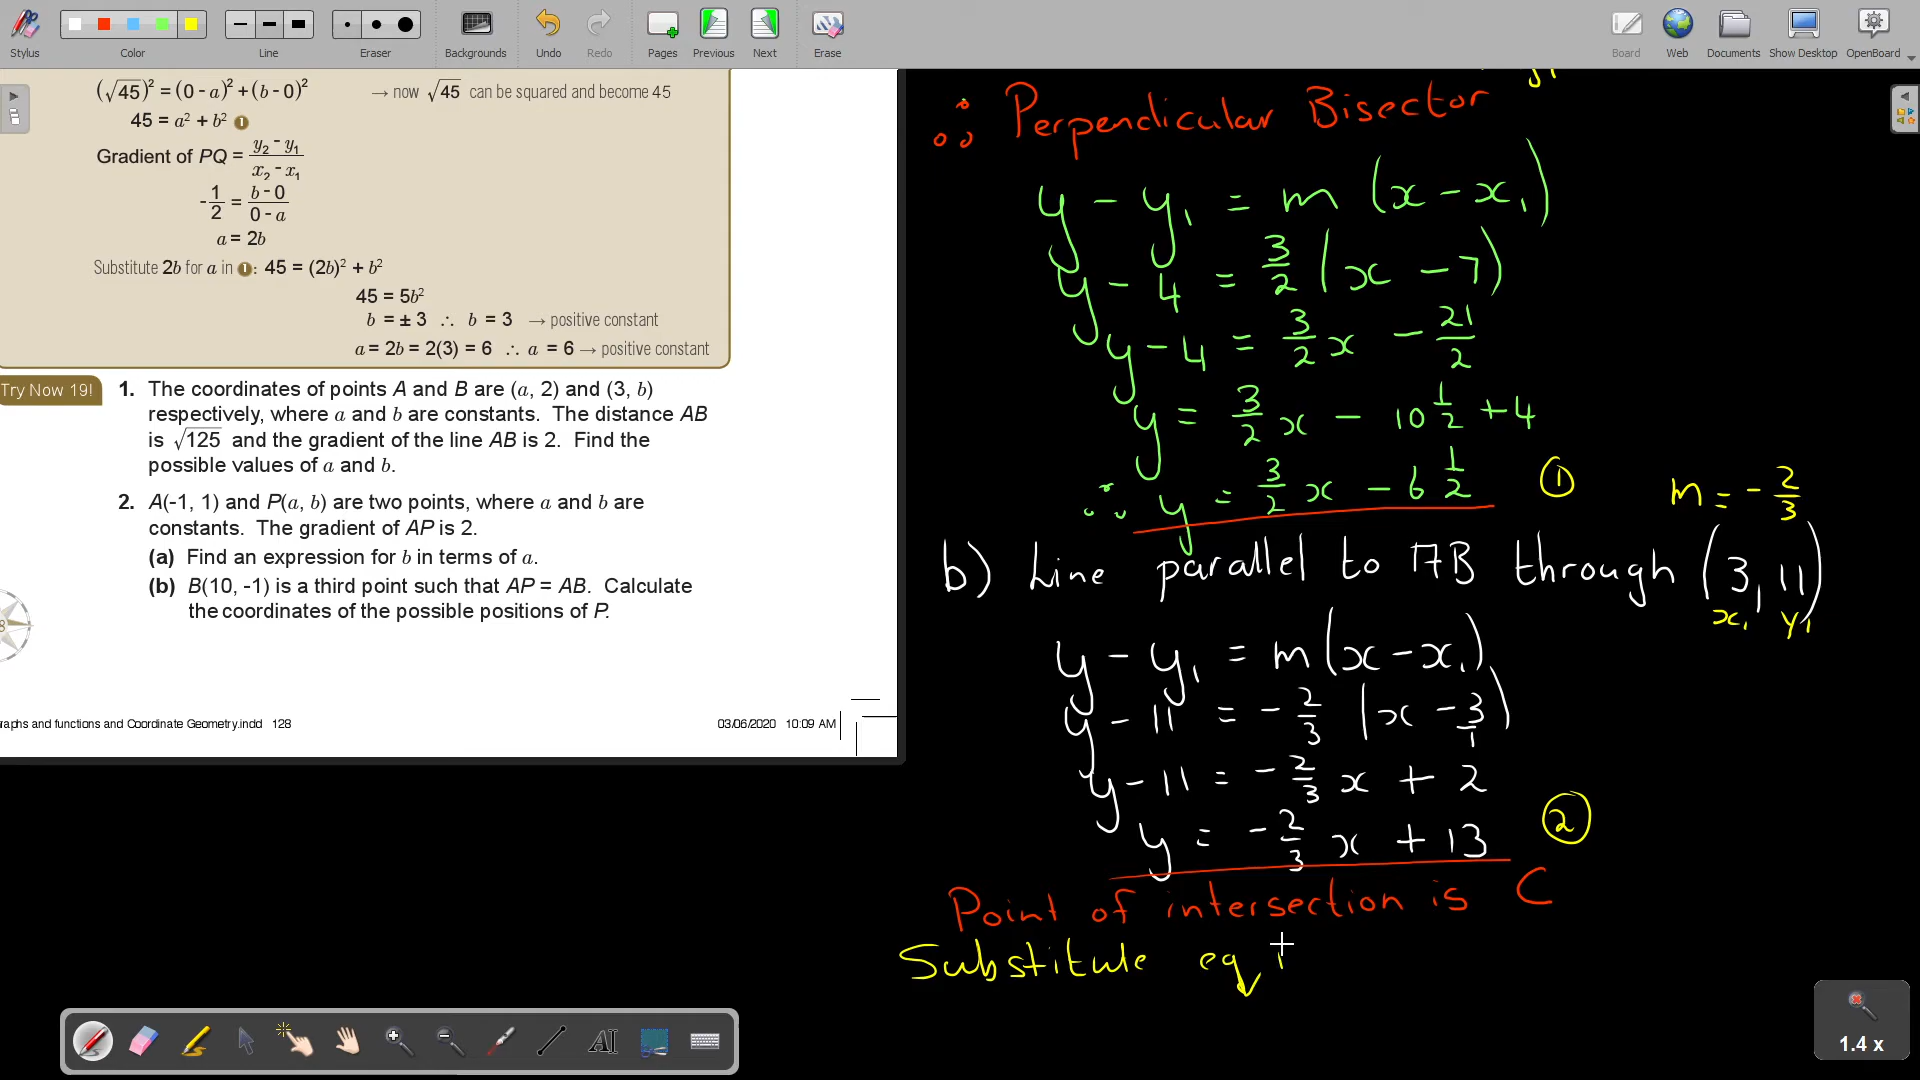 Stylus Color Line Eraser Backgrounds Undo Redo Pages Previous Next Erase Board Web Documents Show Desktop OpenBoard
(√45)² = (0 - a)² + (b - 0)² → now √45 can be squared and become 45
45 = a² + b² ①
Gradient of PQ = (y₂ - y₁)/(x₂ - x₁)
-1/2 = (b - 0)/(0 - a)
a = 2b
Substitute 2b for a in ①: 45 = (2b)² + b²
45 = 5b²
b = ± 3 ∴ b = 3 → positive constant
a = 2b = 2(3) = 6 ∴ a = 6 → positive constant
Try Now 19!
1. The coordinates of points A and B are (a, 2) and (3, b)
respectively, where a and b are constants. The distance AB
is √125 and the gradient of the line AB is 2. Find the
possible values of a and b.
2. A(-1, 1) and P(a, b) are two points, where a and b are
constants. The gradient of AP is 2.
(a) Find an expression for b in terms of a.
(b) B(10, -1) is a third point such that AP = AB. Calculate
the coordinates of the possible positions of P.
raphs and functions and Coordinate Geometry.indd 128 03/06/2020 10:09 AM
∴ Perpendicular Bisector
y - y₁ = m (x - x₁)
y - 4 = 3/2 (x - 7)
y - 4 = 3/2 x - 21/2
y = 3/2 x - 10 1/2 + 4
∴ y = 3/2 x - 6 1/2 ①
m = - 2/3
b) Line parallel to AB through (3, 11)
x₁ y₁
y - y₁ = m(x - x₁)
y - 11 = - 2/3 (x - 3/1)
y - 11 = - 2/3 x + 2
y = - 2/3 x + 13 ②
Point of intersection is C
Substitute eq 1
1.4 x